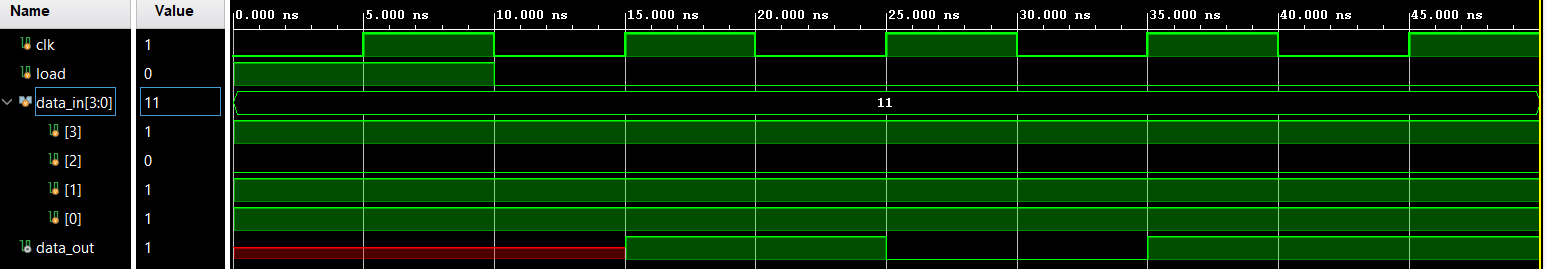 Name Value 0.000 ns 5.000 ns 10.000 ns 15.000 ns 20.000 ns 25.000 ns 30.000 ns 35.000 ns 40.000 ns 45.000 ns
clk 1
load 0
data_in[3:0] 11 11
[3] 1
[2] 0
[1] 1
[0] 1
data_out 1